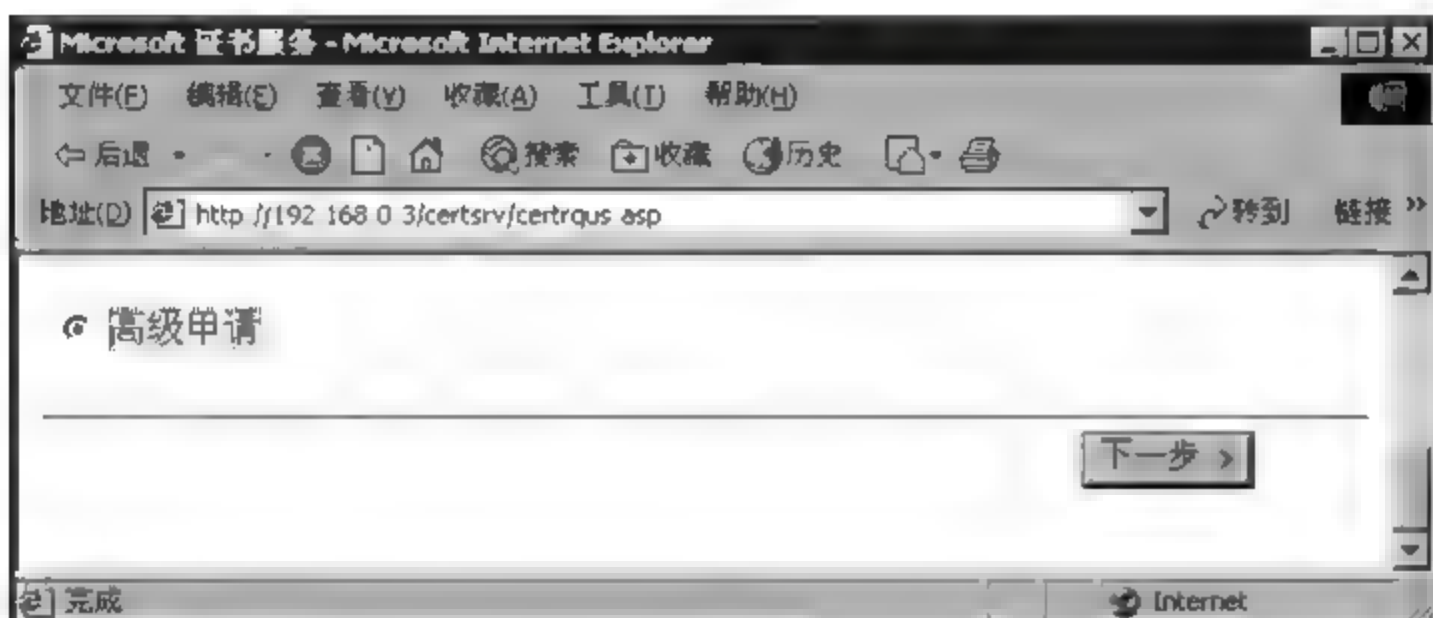 Microsoft 证书服务 - Microsoft Internet Explorer
文件(F) 编辑(E) 查看(V) 收藏(A) 工具(T) 帮助(H)
后退 搜索 收藏 历史
地址(D) http://192 168 0 3/certsrv/certrqus asp 转到 链接 »
高级申请
下一步 >
完成 Internet